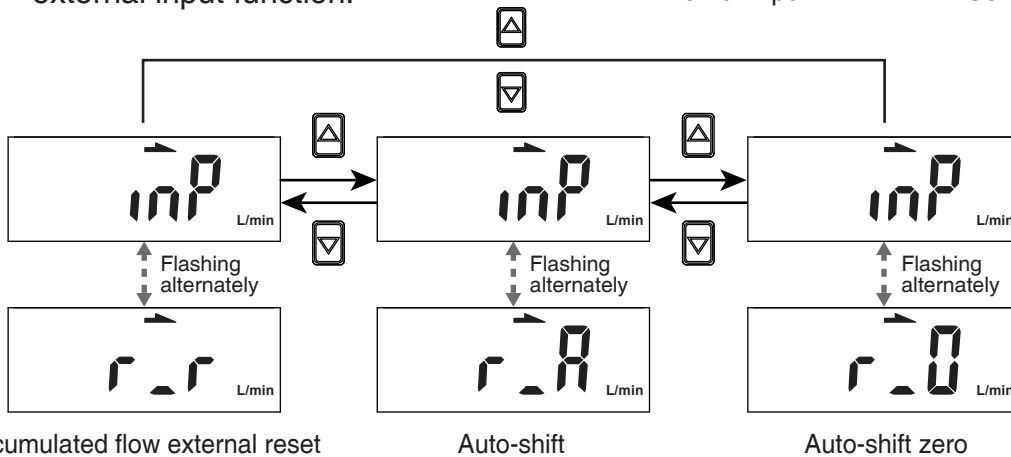 external input function.
inP L/min inP L/min inP L/min
Flashing alternately Flashing alternately Flashing alternately
r_r L/min r_A L/min r_0 L/min
cumulated flow external reset Auto-shift Auto-shift zero